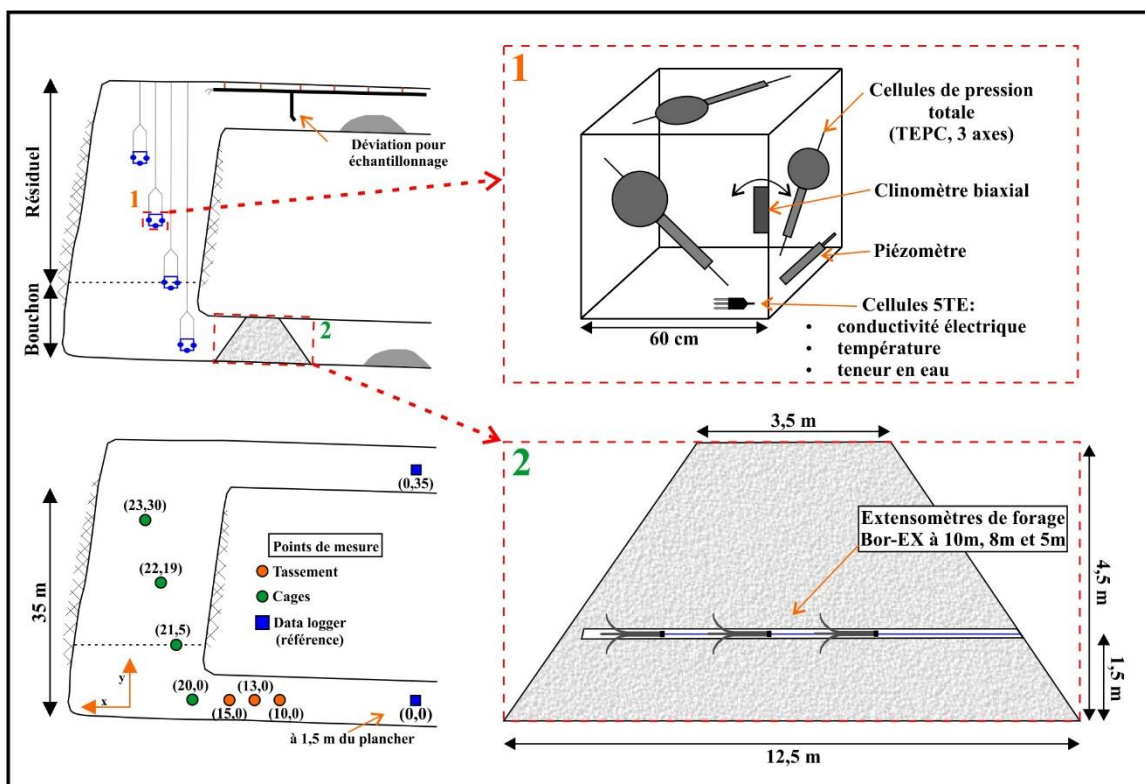 Résiduel
Bouchon
1
Déviation pour
échantillonnage
2
1
Cellules de pression
totale
(TEPC, 3 axes)
Clinomètre biaxial
Piézomètre
Cellules 5TE:
• conductivité électrique
• température
• teneur en eau
60 cm
35 m
(23,30)
(22,19)
(21,5)
(20,0)
(15,0)
(13,0)
(10,0)
(0,35)
(0,0)
x
y
Points de mesure
Tassement
Cages
Data logger
(référence)
à 1,5 m du plancher
2
3,5 m
Extensomètres de forage
Bor-EX à 10m, 8m et 5m
4,5 m
1,5 m
12,5 m